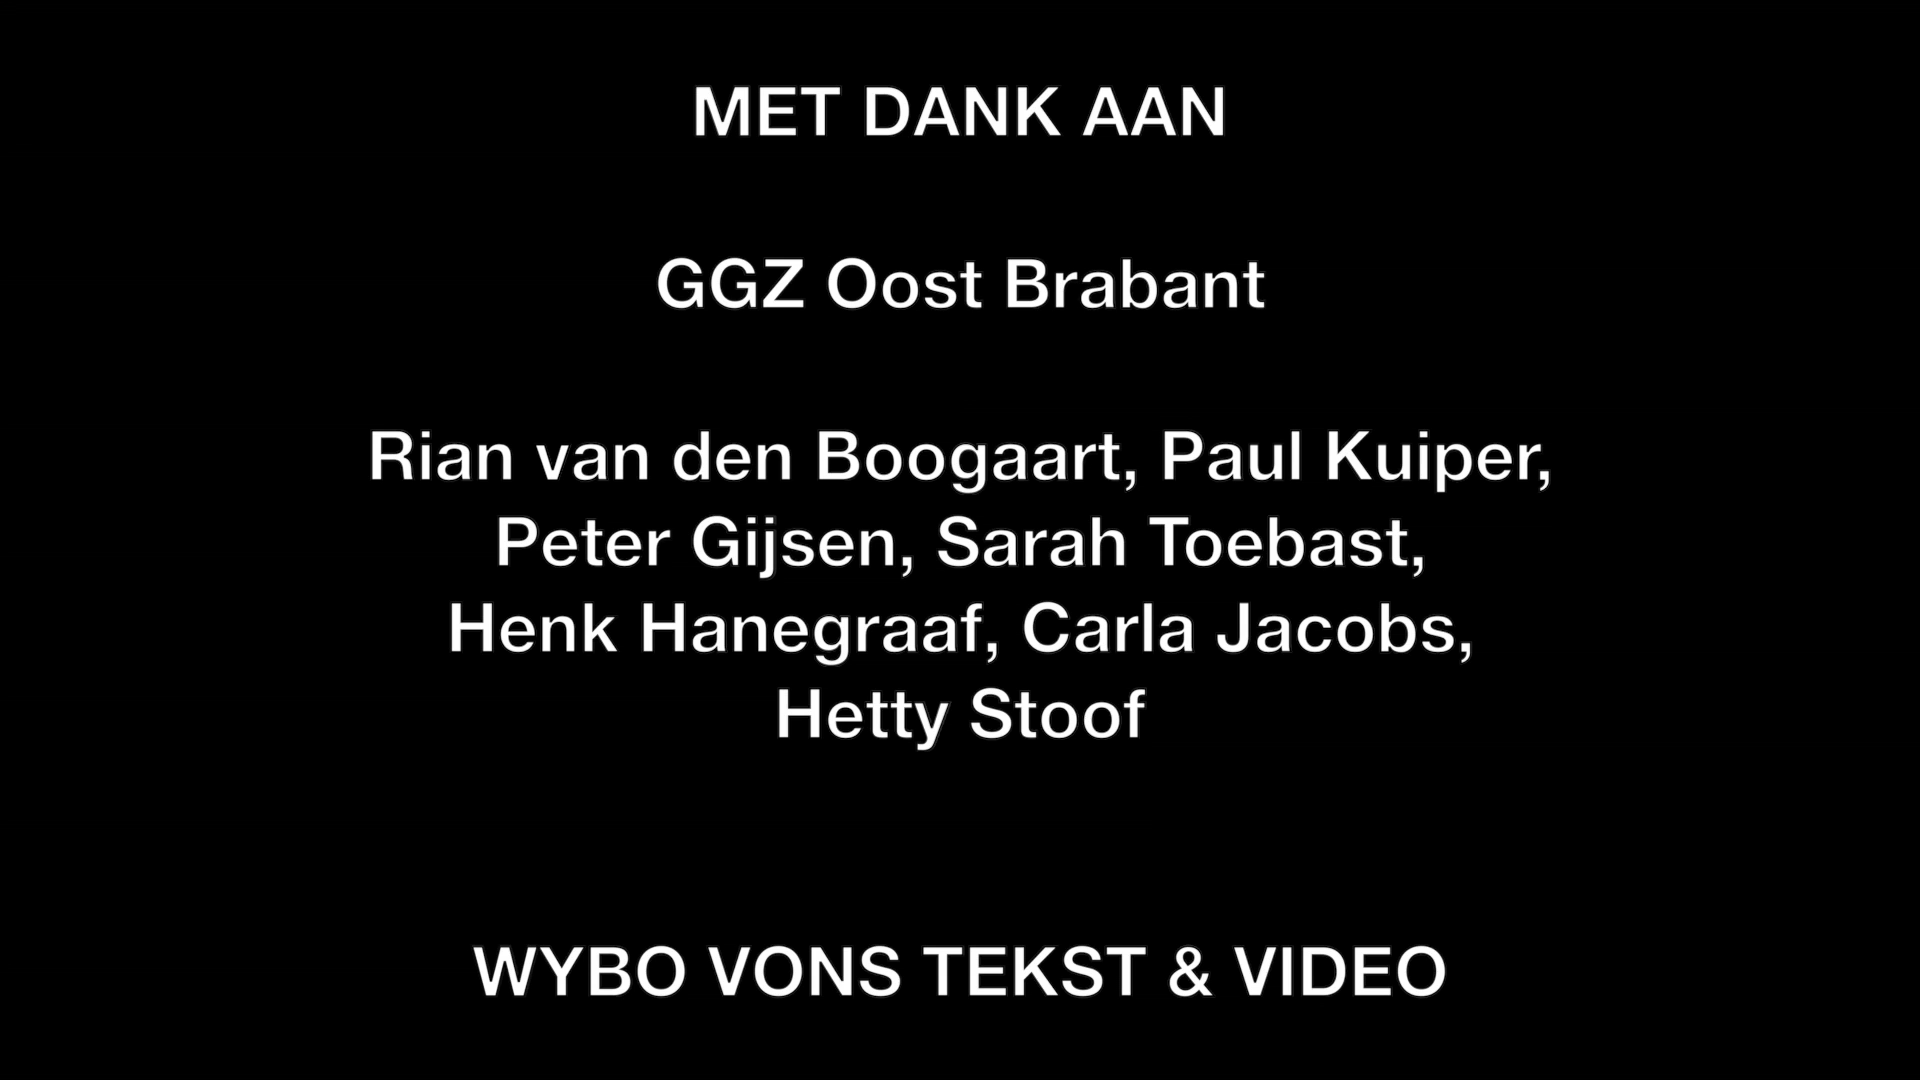 MET DANK AAN
GGZ Oost Brabant
Rian van den Boogaart, Paul Kuiper,
Peter Gijsen, Sarah Toebast,
Henk Hanegraaf, Carla Jacobs,
Hetty Stoof
WYBO VONS TEKST & VIDEO